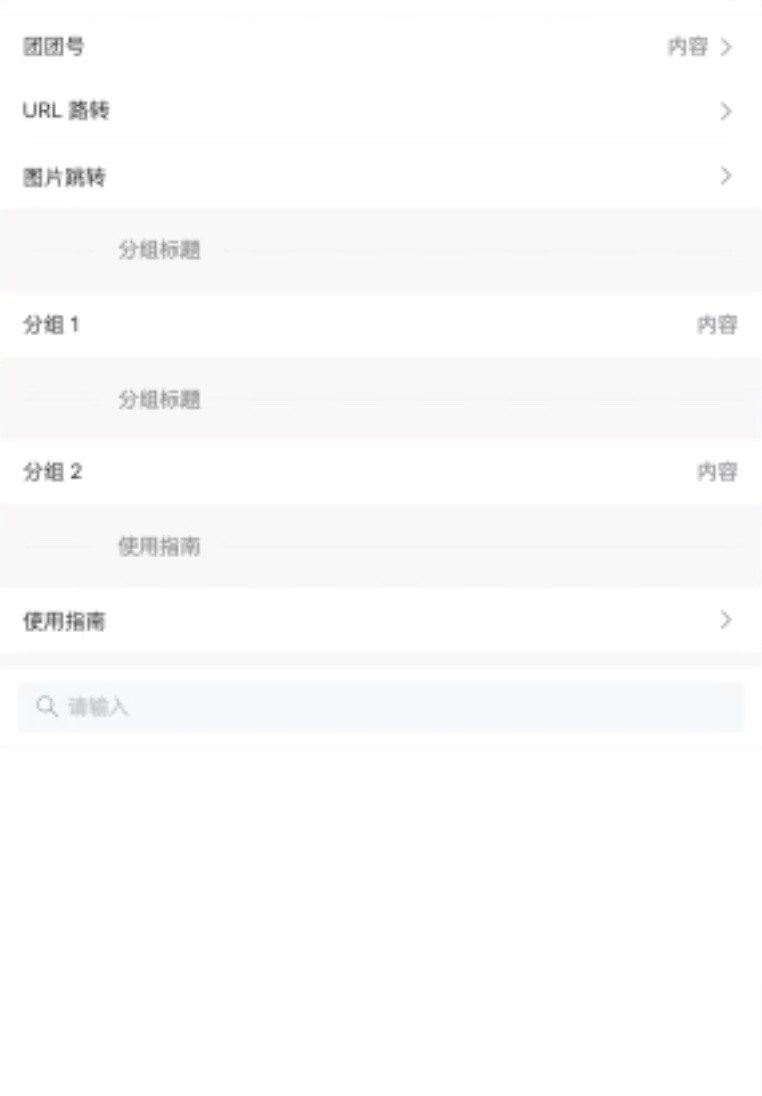 团团号 内容
URL 路转
图片跳转
分组标题
分组 1 内容
分组标题
分组 2 内容
使用指南
使用指南
请输入